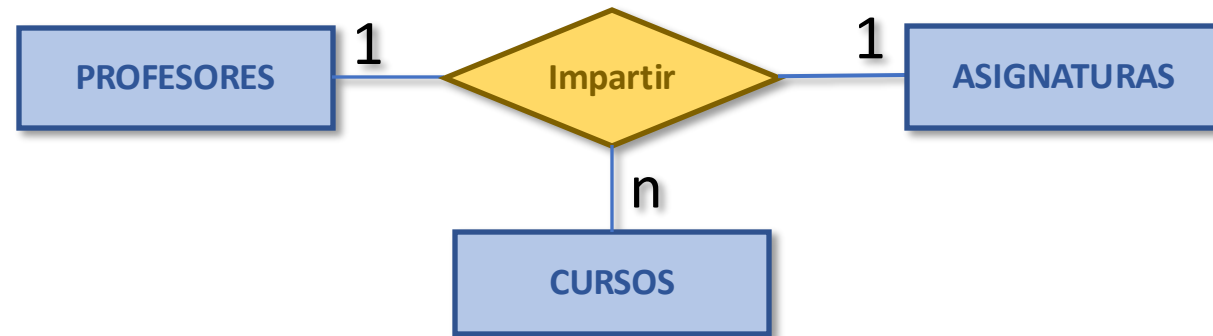 PROFESORES
1
Impartir
1
ASIGNATURAS
n
CURSOS